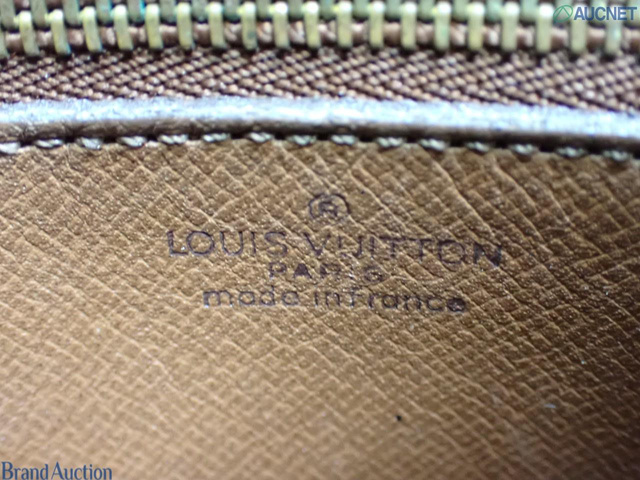 AUCNET
®
LOUIS VUITTON
PARIS
made in France
Brand Auction